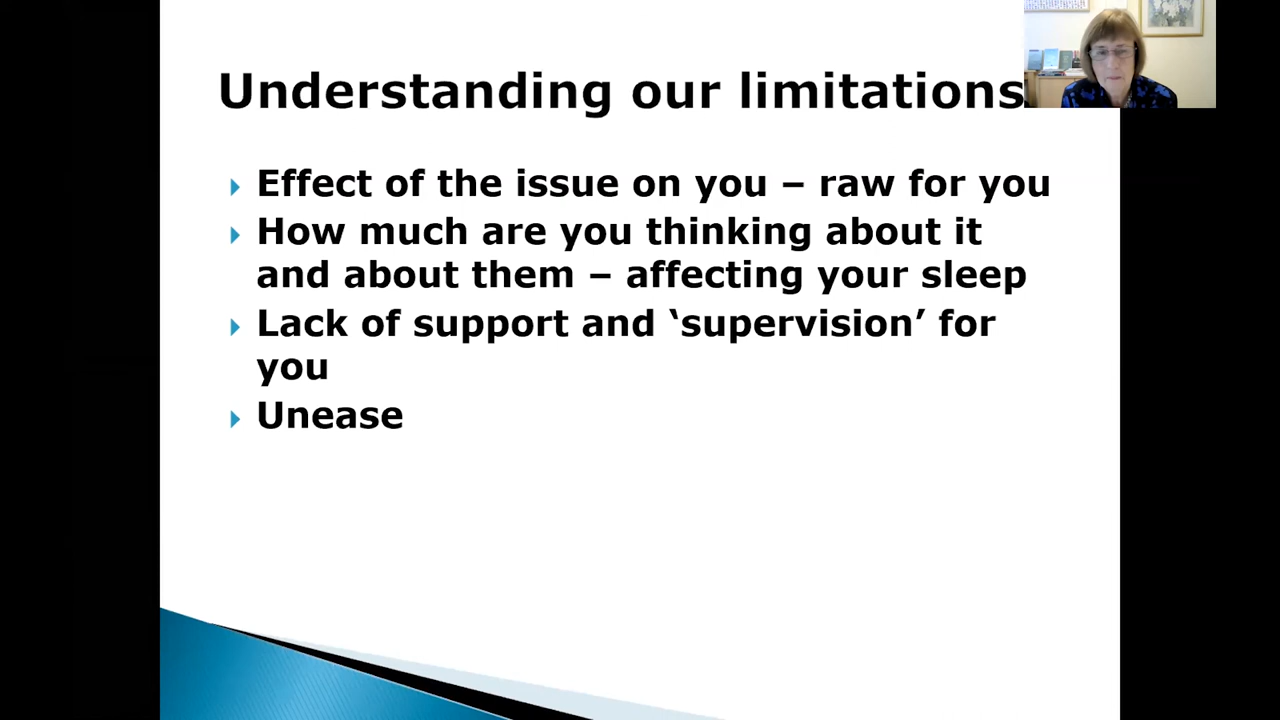 Understanding our limitations
Effect of the issue on you – raw for you
How much are you thinking about it
and about them – affecting your sleep
Lack of support and ‘supervision’ for
you
Unease